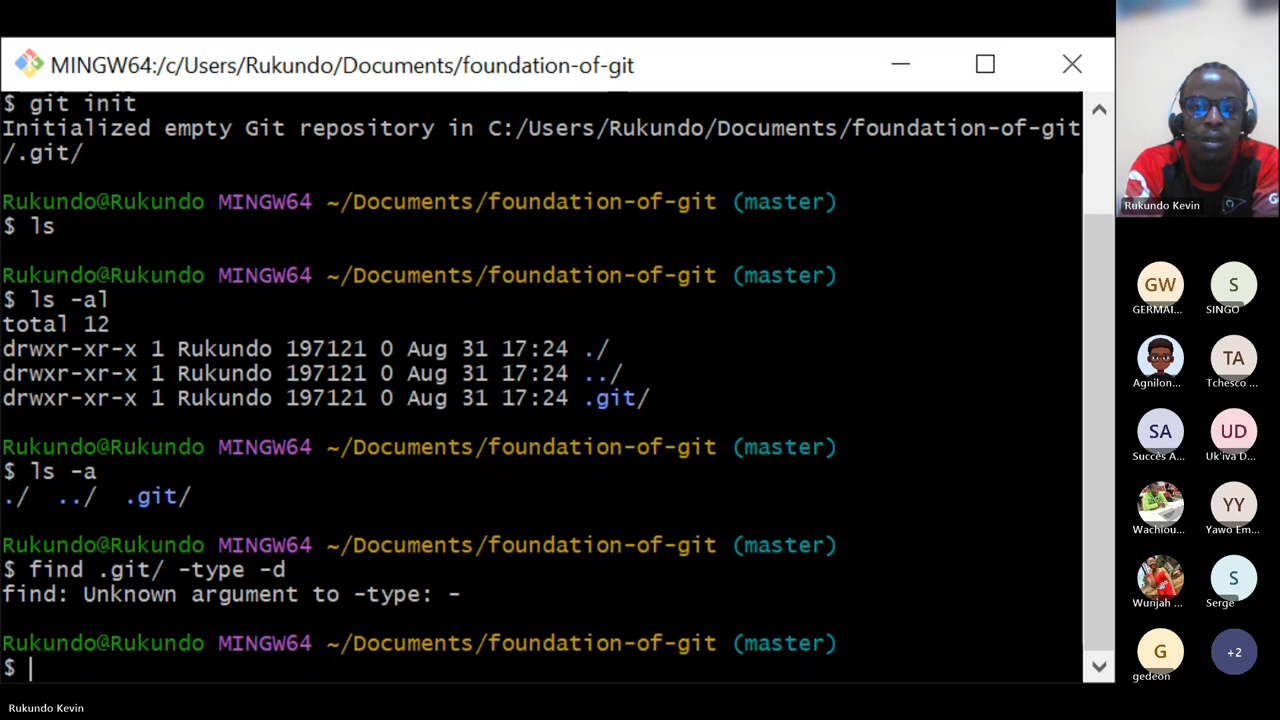 MINGW64:/c/Users/Rukundo/Documents/foundation-of-git
$ git init
Initialized empty Git repository in C:/Users/Rukundo/Documents/foundation-of-git
/.git/
Rukundo@Rukundo MINGW64 ~/Documents/foundation-of-git (master)
$ ls
Rukundo@Rukundo MINGW64 ~/Documents/foundation-of-git (master)
$ ls -al
total 12
drwxr-xr-x 1 Rukundo 197121 0 Aug 31 17:24 ./
drwxr-xr-x 1 Rukundo 197121 0 Aug 31 17:24 ../
drwxr-xr-x 1 Rukundo 197121 0 Aug 31 17:24 .git/
Rukundo@Rukundo MINGW64 ~/Documents/foundation-of-git (master)
$ ls -a
./  ../  .git/
Rukundo@Rukundo MINGW64 ~/Documents/foundation-of-git (master)
$ find .git/ -type -d
find: Unknown argument to -type: -
Rukundo@Rukundo MINGW64 ~/Documents/foundation-of-git (master)
$
Rukundo Kevin
GW
GERMAI...
S
SINGO
Agnilon...
TA
Tchesco ...
SA
Succès A...
UD
Uk'iva D...
Wachiou...
YY
Yawo Em...
Wunjah ...
S
Serge
G
gedeon
+2
Rukundo Kevin